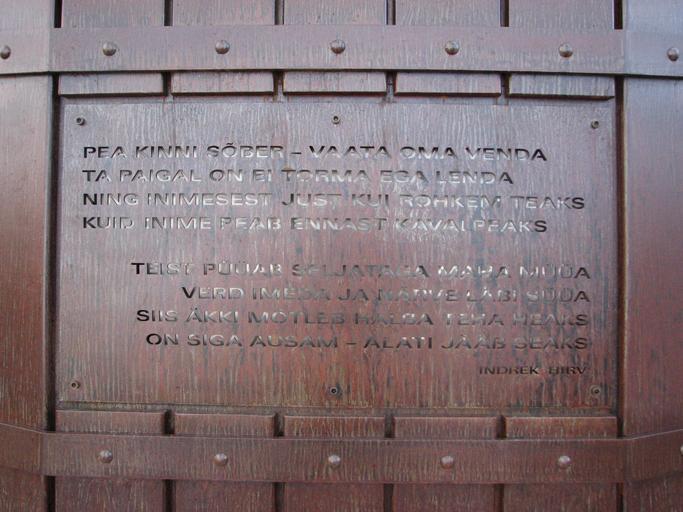 PEA KINNI SÕBER – VAATA OMA VENDA
TA PAIGAL ON EI TORMA EGA LENDA
NING INIMESEST JUST KUI ROHKEM TEAKS
KUID INIME PEAB ENNAST KAVALPEAKS
TEIST PÜÜAB SELJATAGA MAHA MÜÜA
VERD IMEDA JA NÄRVE LÄBI SÜÜA
SIIS ÄKKI MÕTLEB HALBA TEHA HEAKS
ON SIGA AUSAM – ALATI JÄÄB SEAKS
INDREK HIRV